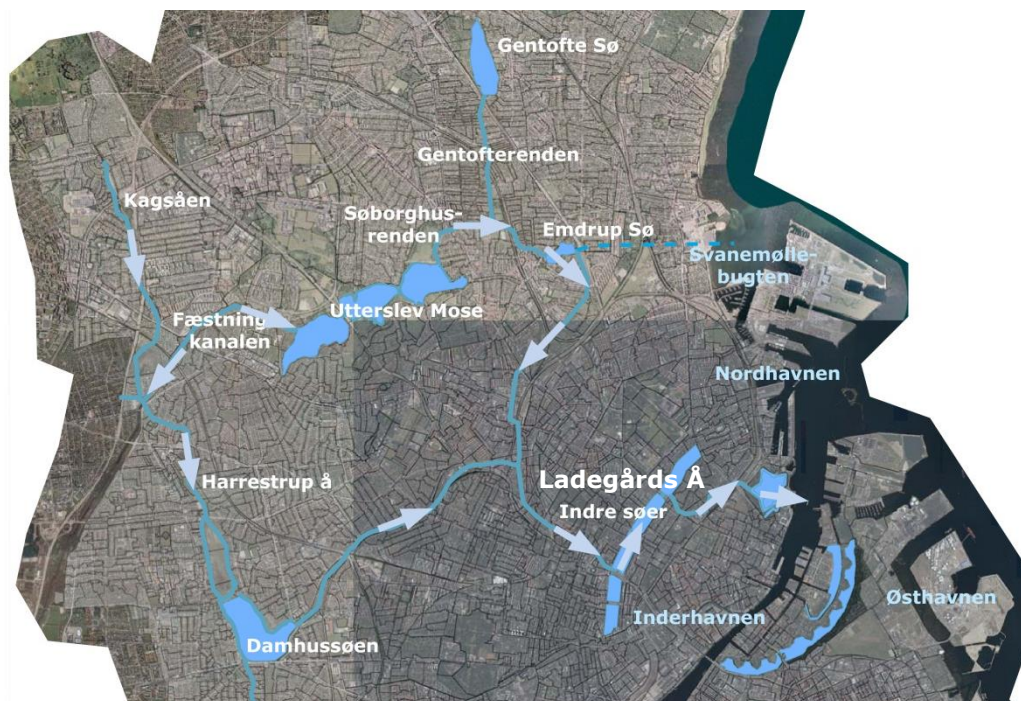 Gentofte Sø
Gentofterenden
Kagsåen
Søborghus-
renden
Emdrup Sø
Svanemølle-
bugten
Utterslev Mose
Fæstning
kanalen
Nordhavnen
Harrestrup å
Ladegårds Å
Indre søer
Østhavnen
Inderhavnen
Damhussøen